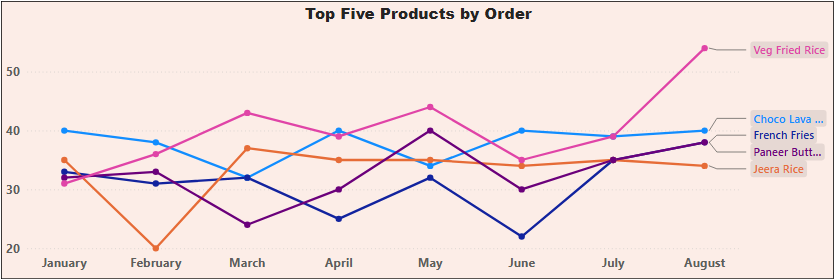 Top Five Products by Order
50
40
30
20
January February March April May June July August
Veg Fried Rice
Choco Lava ...
French Fries
Paneer Butt...
Jeera Rice